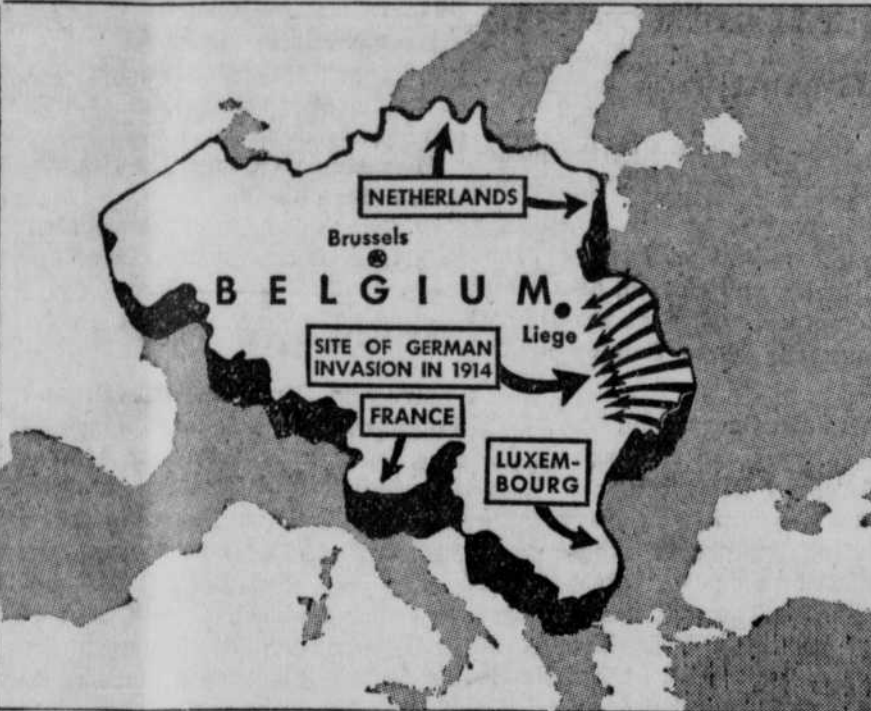 NETHERLANDS
Brussels
BELGIUM
Liege
SITE OF GERMAN
INVASION IN 1914
FRANCE
LUXEM-
BOURG